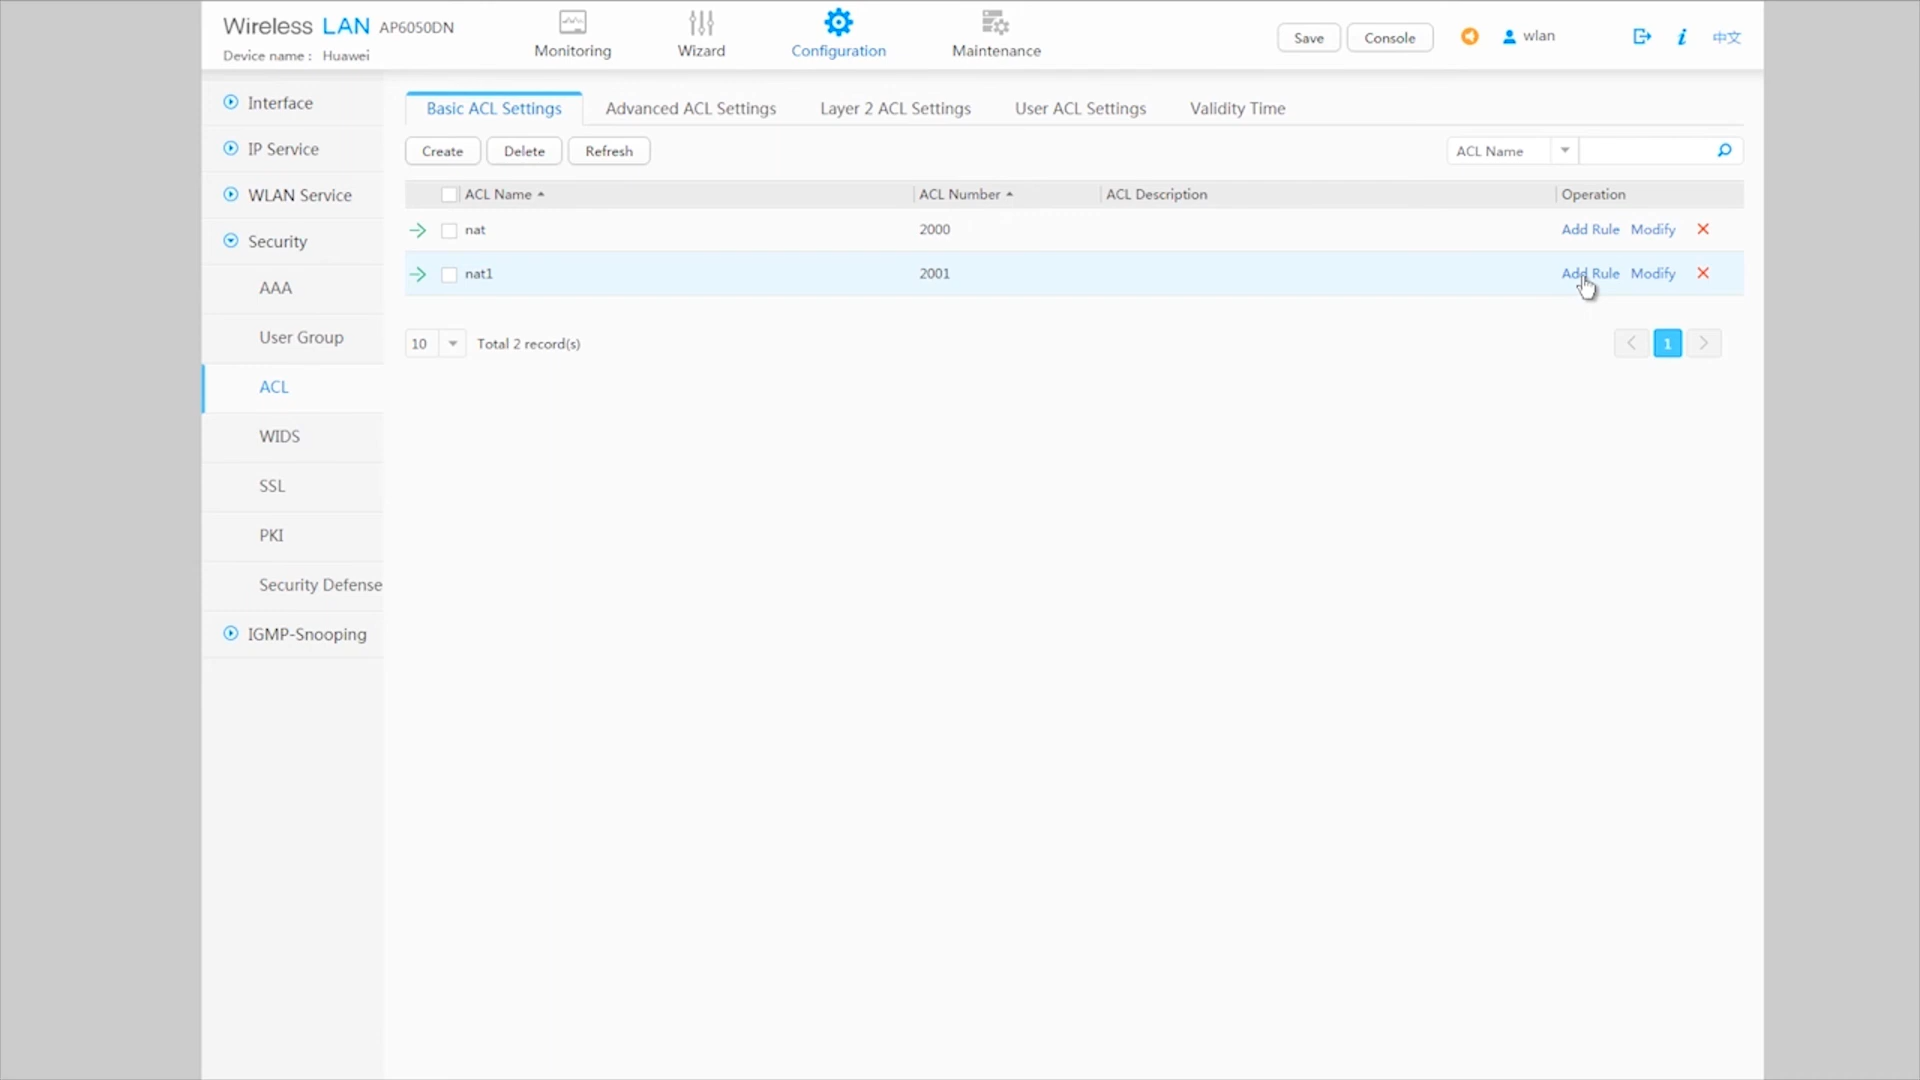 Wireless LAN AP6050DN
Device name : Huawei
Monitoring
Wizard
Configuration
Maintenance
Save
Console
wlan
i
中文
Interface
IP Service
WLAN Service
Security
AAA
User Group
ACL
WIDS
SSL
PKI
Security Defense
IGMP-Snooping
Basic ACL Settings
Advanced ACL Settings
Layer 2 ACL Settings
User ACL Settings
Validity Time
Create
Delete
Refresh
ACL Name
ACL Name ACL Number ACL Description Operation
nat 2000 Add Rule Modify
nat1 2001 Add Rule Modify
10 Total 2 record(s)
1